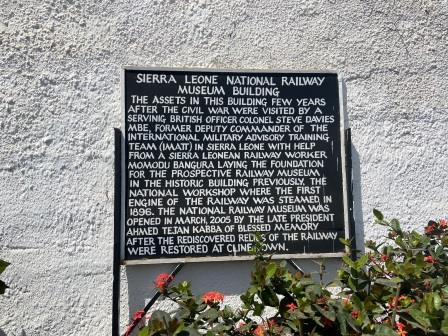 SIERRA LEONE NATIONAL RAILWAY
MUSEUM BUILDING
THE ASSETS IN THIS BUILDING FEW YEARS
AFTER THE CIVIL WAR WERE VISITED BY A
SERVING BRITISH OFFICER COLONEL STEVE DAVIES
MBE, FORMER DEPUTY COMMANDER OF THE
INTERNATIONAL MILITARY ADVISORY TRAINING
TEAM (IMATT) IN SIERRA LEONE WITH HELP
FROM A SIERRA LEONEAN RAILWAY WORKER
MOMODU BANGURA LAYING THE FOUNDATION
FOR THE PROSPECTIVE RAILWAY MUSEUM
IN THE HISTORIC BUILDING PREVIOUSLY, THE
NATIONAL WORKSHOP WHERE THE FIRST
ENGINE OF THE RAILWAY WAS STEAMED IN
1896. THE NATIONAL RAILWAY MUSEUM WAS
OPENED IN MARCH, 2005 BY THE LATE PRESIDENT
AHMED TEJAN KABBA OF BLESSED MEMORY
AFTER THE REDISCOVERED RELICS OF THE RAILWAY
WERE RESTORED AT CLINE TOWN.